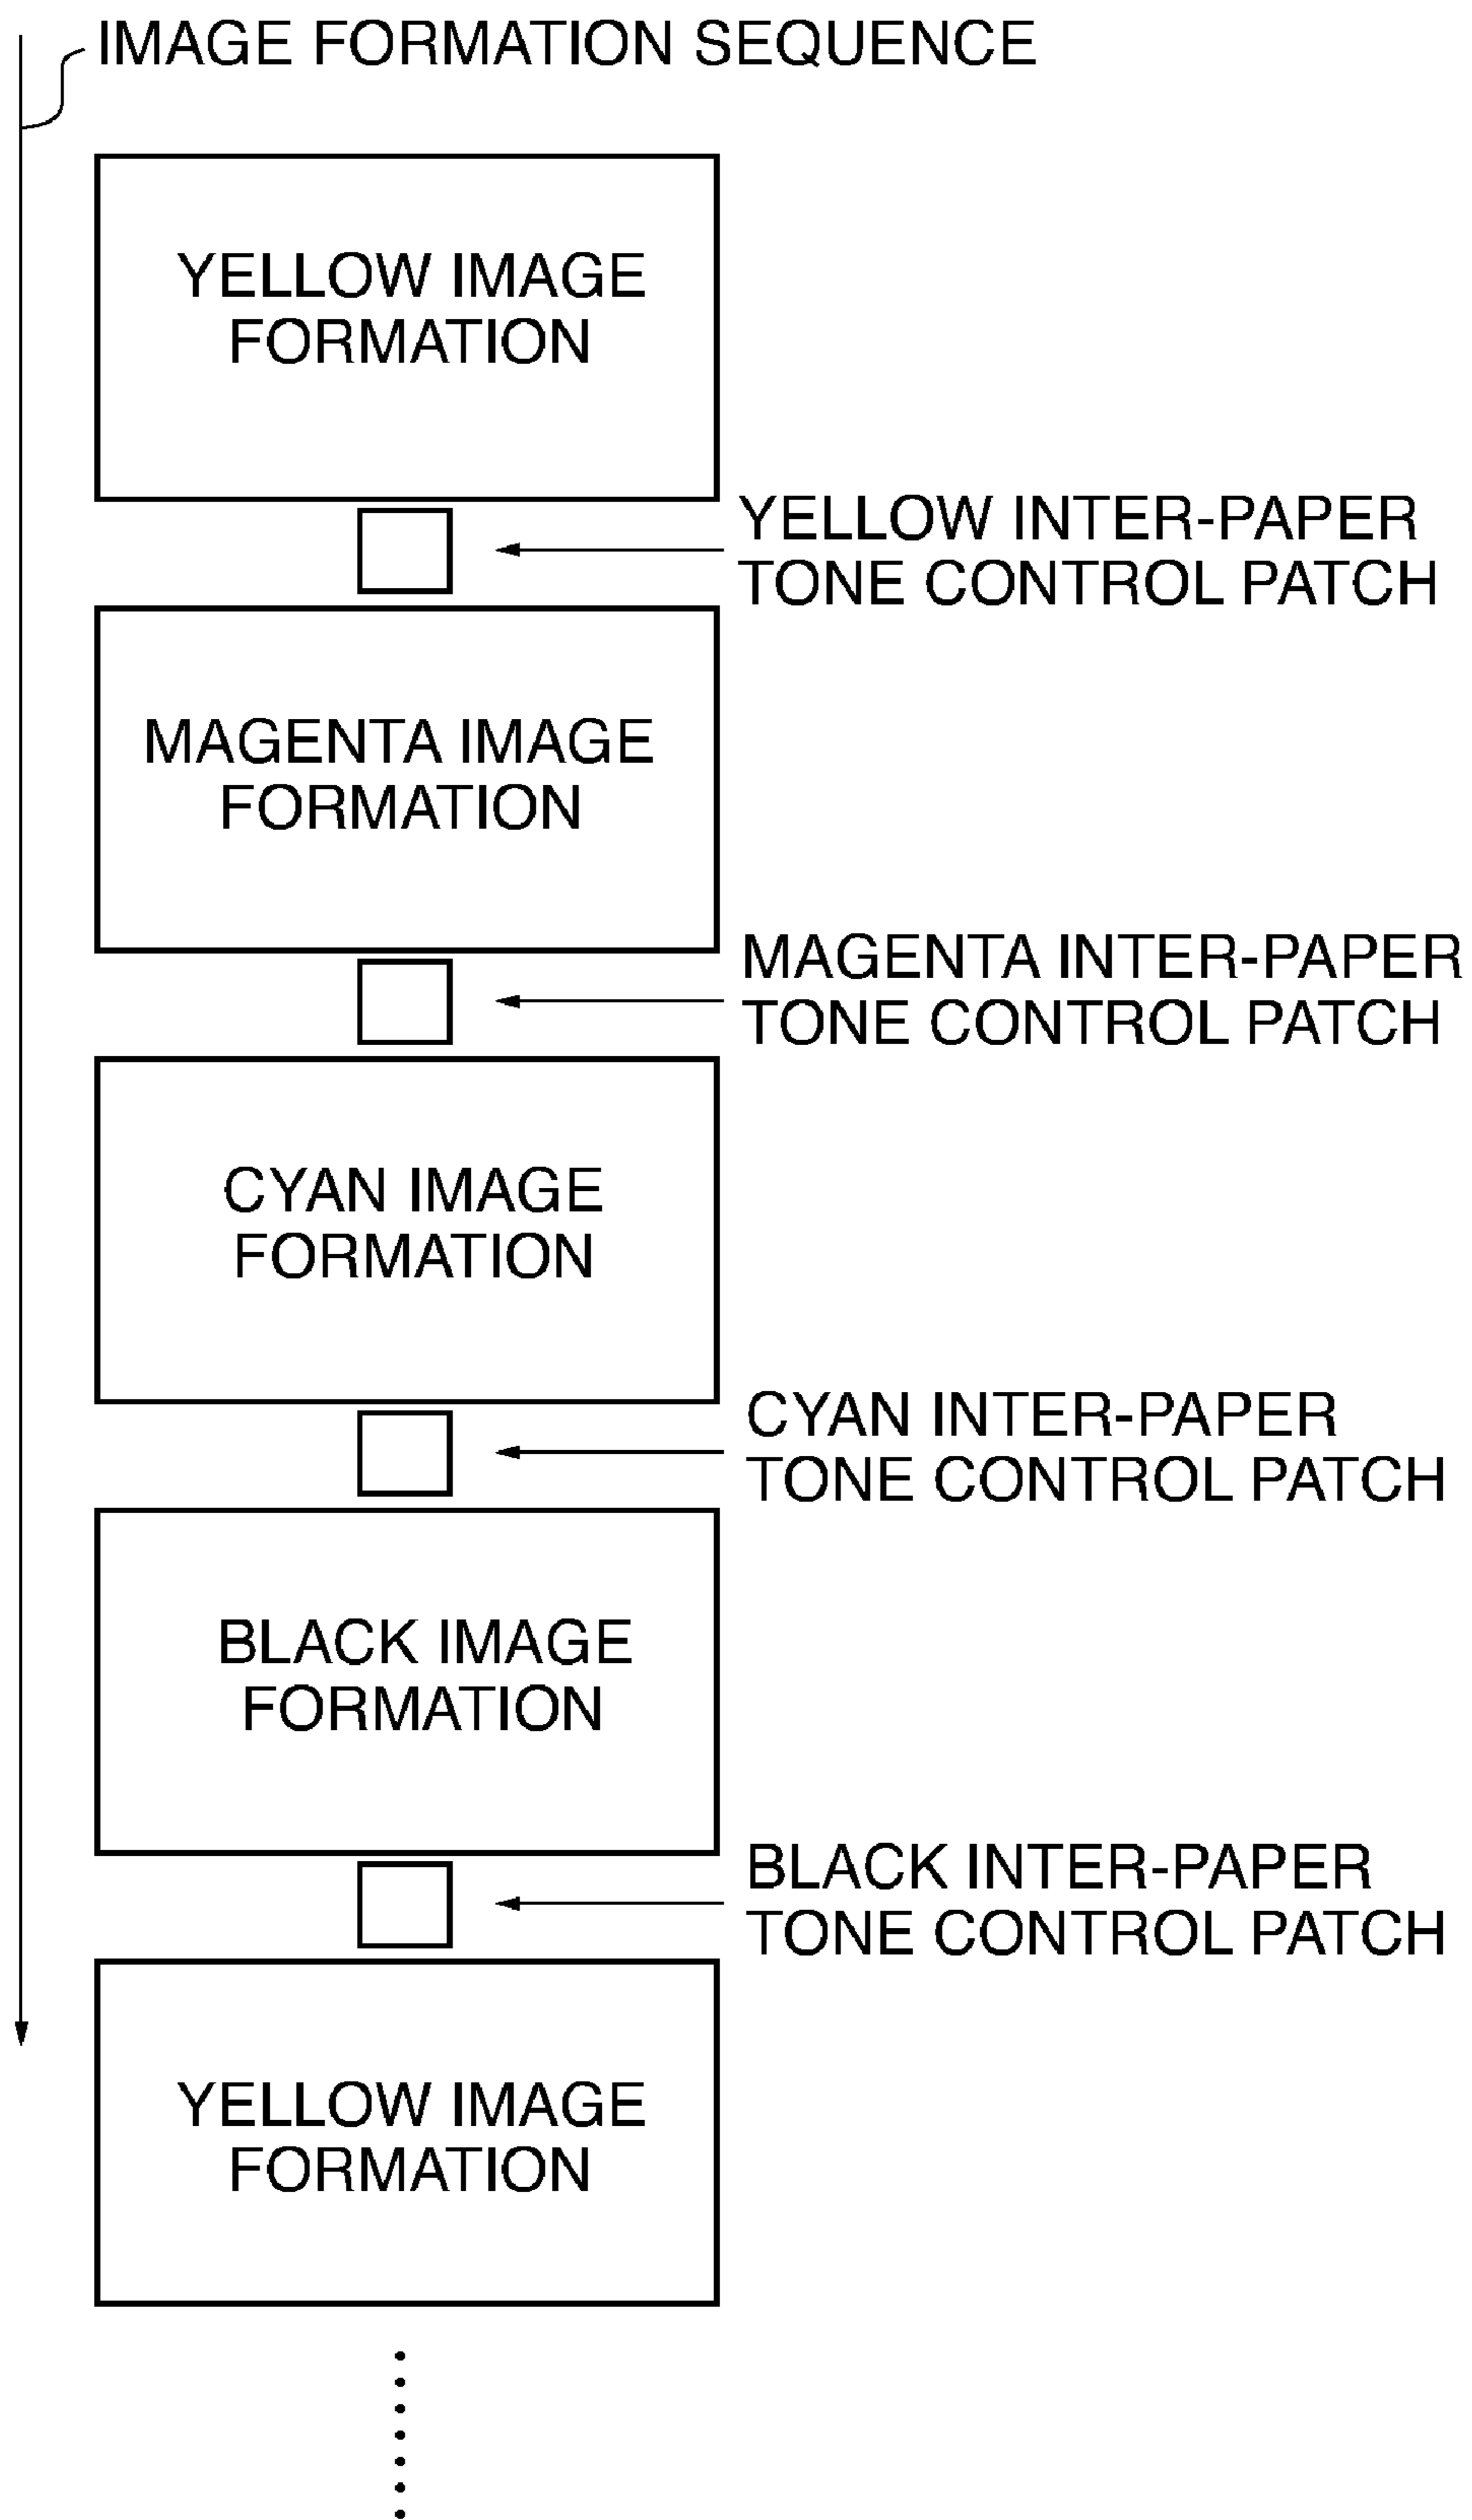 IMAGE FORMATION SEQUENCE
YELLOW IMAGE
FORMATION
YELLOW INTER-PAPER
TONE CONTROL PATCH
MAGENTA IMAGE
FORMATION
MAGENTA INTER-PAPER
TONE CONTROL PATCH
CYAN IMAGE
FORMATION
CYAN INTER-PAPER
TONE CONTROL PATCH
BLACK IMAGE
FORMATION
BLACK INTER-PAPER
TONE CONTROL PATCH
YELLOW IMAGE
FORMATION